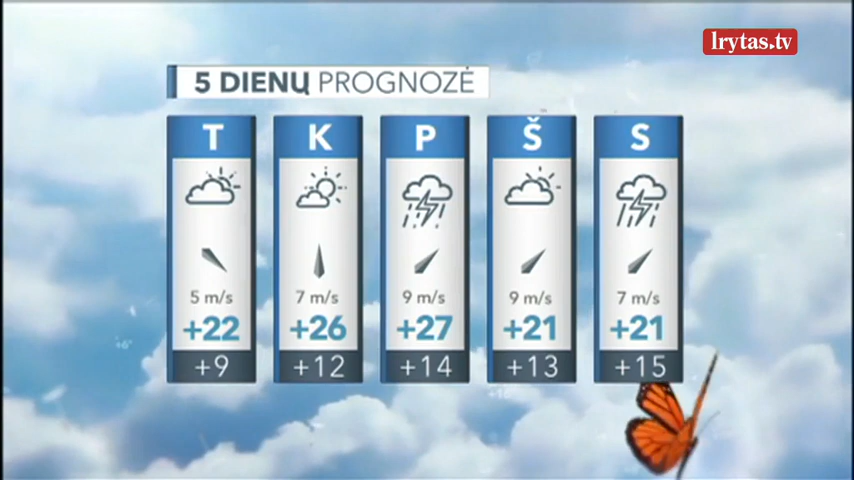 lrytas.tv
5 DIENŲ PROGNOZĖ
T K P Š S
5 m/s 7 m/s 9 m/s 9 m/s 7 m/s
+22 +26 +27 +21 +21
+9 +12 +14 +13 +15